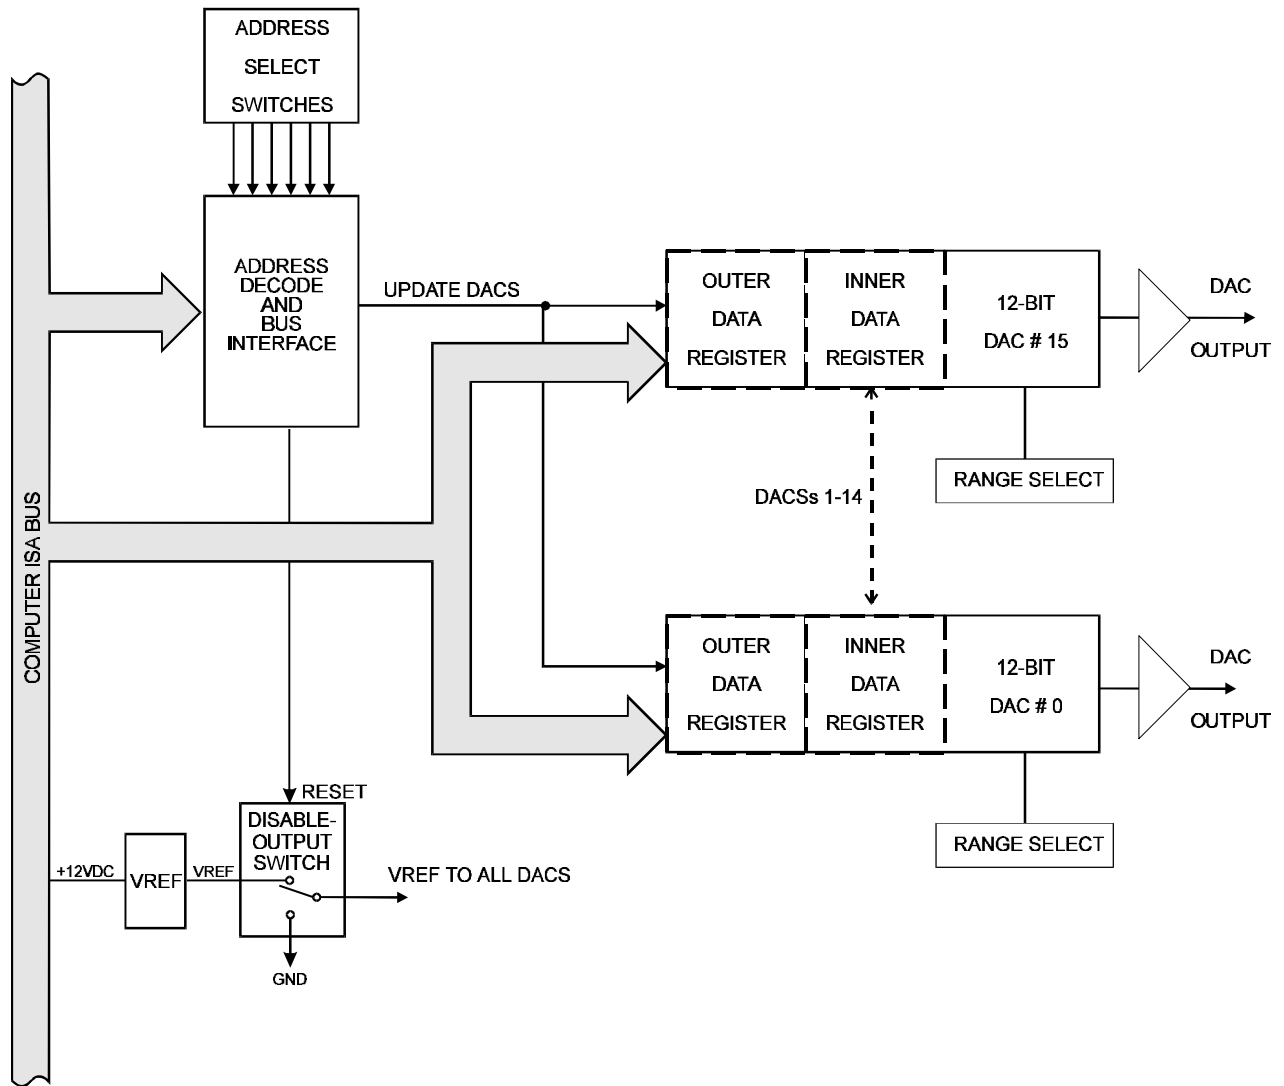 ADDRESS
SELECT
SWITCHES
ADDRESS
DECODE
AND
BUS
INTERFACE
UPDATE DACS
OUTER
DATA
REGISTER
INNER
DATA
REGISTER
12-BIT
DAC # 15
DAC
OUTPUT
RANGE SELECT
DACSs 1-14
COMPUTER ISA BUS
OUTER
DATA
REGISTER
INNER
DATA
REGISTER
12-BIT
DAC # 0
DAC
OUTPUT
RANGE SELECT
RESET
DISABLE-
OUTPUT
SWITCH
+12VDC
VREF
VREF
VREF TO ALL DACS
GND